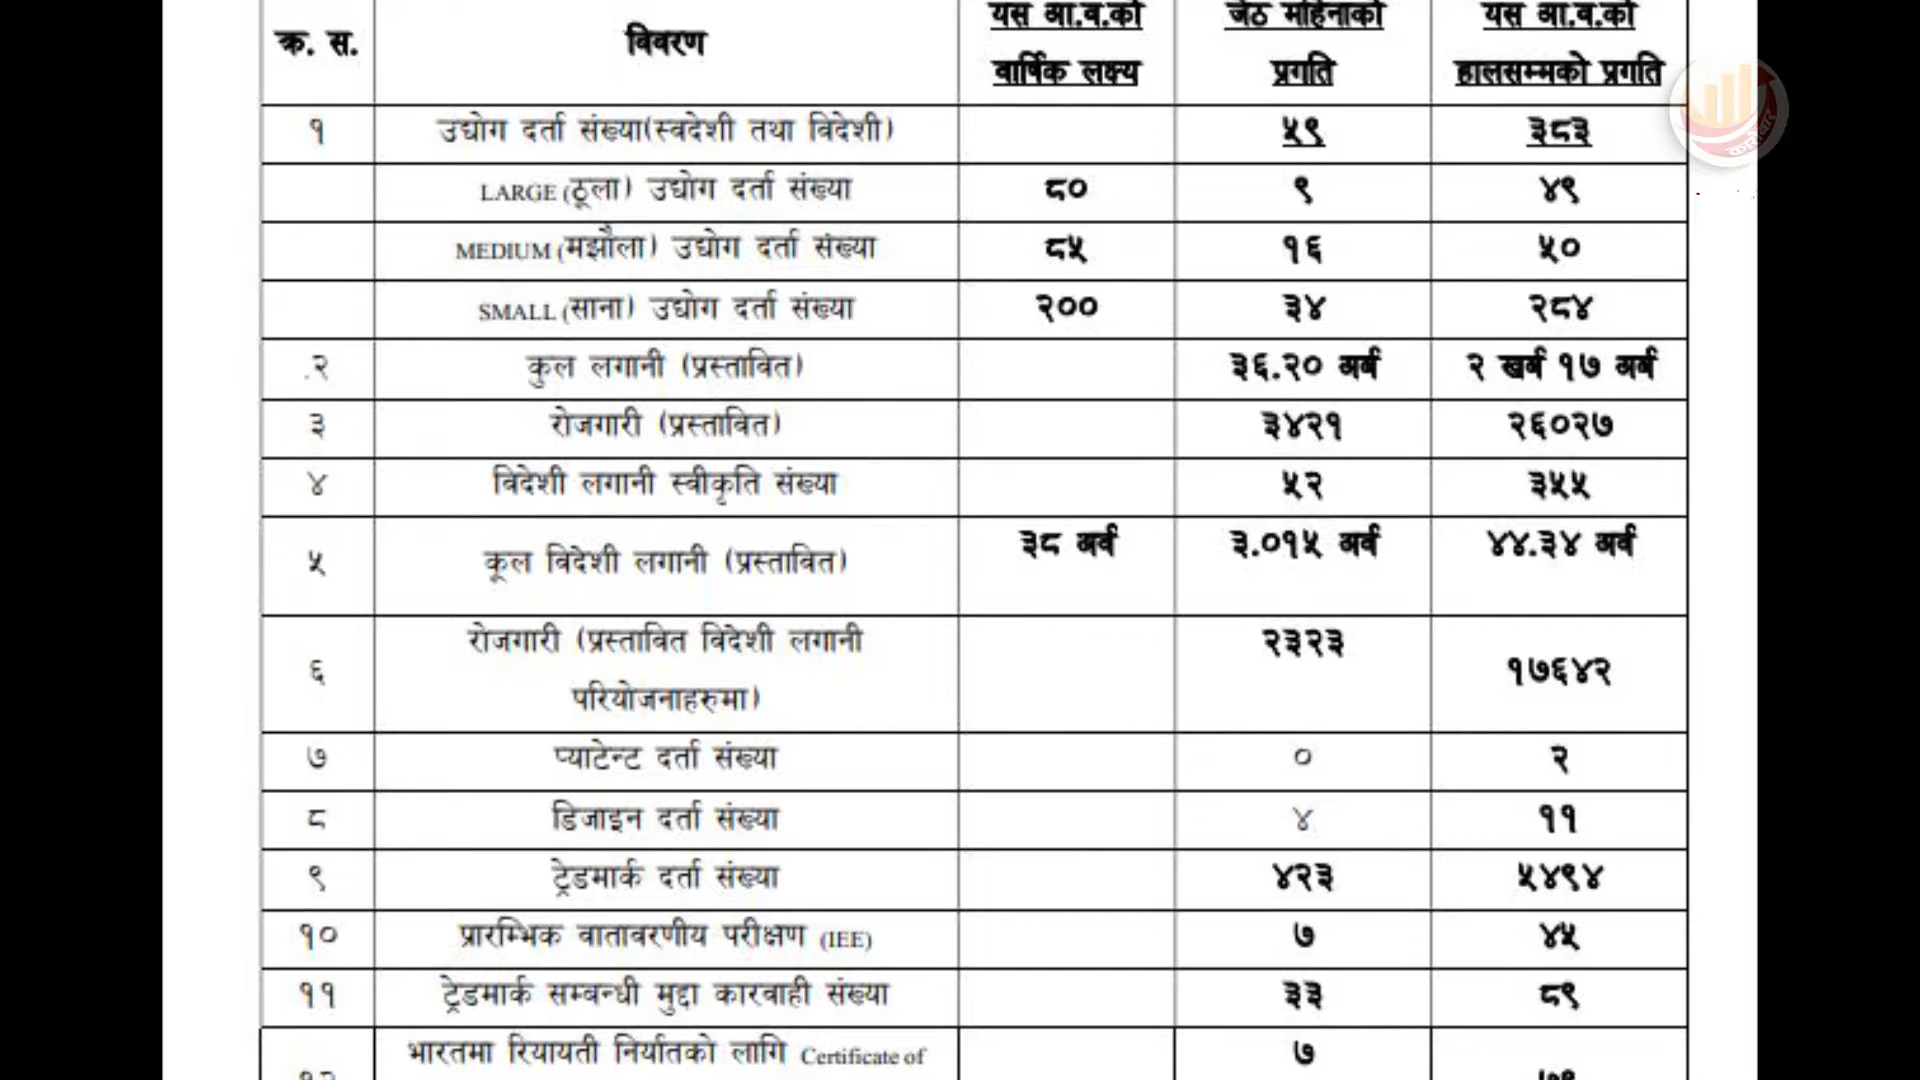 क्र. स. विवरण यस आ.व.को वार्षिक लक्ष्य जेठ महिनाको प्रगति यस आ.व.को हालसम्मको प्रगति
१ उद्योग दर्ता संख्या(स्वदेशी तथा विदेशी) ५९ ३८३
LARGE (ठूला) उद्योग दर्ता संख्या ८० ९ ४९
MEDIUM (मझौला) उद्योग दर्ता संख्या ८५ १६ ५०
SMALL (साना) उद्योग दर्ता संख्या २०० ३४ २८४
.२ कुल लगानी (प्रस्तावित) ३६.२० अर्ब २ खर्ब १७ अर्ब
३ रोजगारी (प्रस्तावित) ३४२१ २६०२७
४ विदेशी लगानी स्वीकृति संख्या ५२ ३५५
५ कूल विदेशी लगानी (प्रस्तावित) ३८ अर्ब ३.०१५ अर्ब ४४.३४ अर्ब
६ रोजगारी (प्रस्तावित विदेशी लगानी २३२३ १७६४२
परियोजनाहरुमा)
७ प्याटेन्ट दर्ता संख्या ० २
८ डिजाइन दर्ता संख्या ४ ११
९ ट्रेडमार्क दर्ता संख्या ४२३ ५४९४
१० प्रारम्भिक वातावरणीय परीक्षण (IEE) ७ ४५
११ ट्रेडमार्क सम्बन्धी मुद्दा कारवाही संख्या ३३ ८९
भारतमा रियायती निर्यातको लागि Certificate of ७
कारोबार